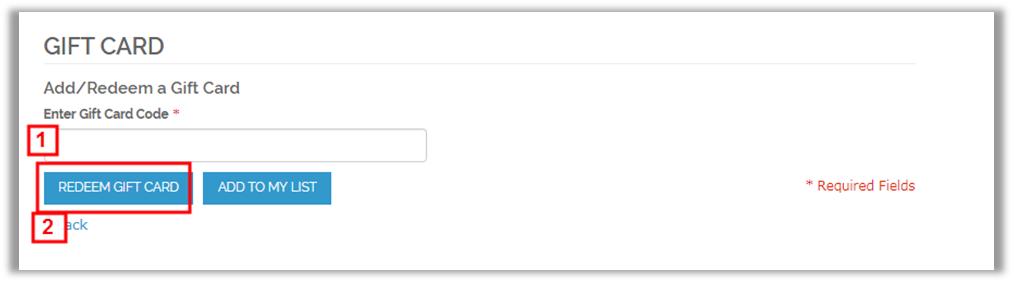 GIFT CARD
Add/Redeem a Gift Card
Enter Gift Card Code *
1
REDEEM GIFT CARD ADD TO MY LIST
* Required Fields
2 ack